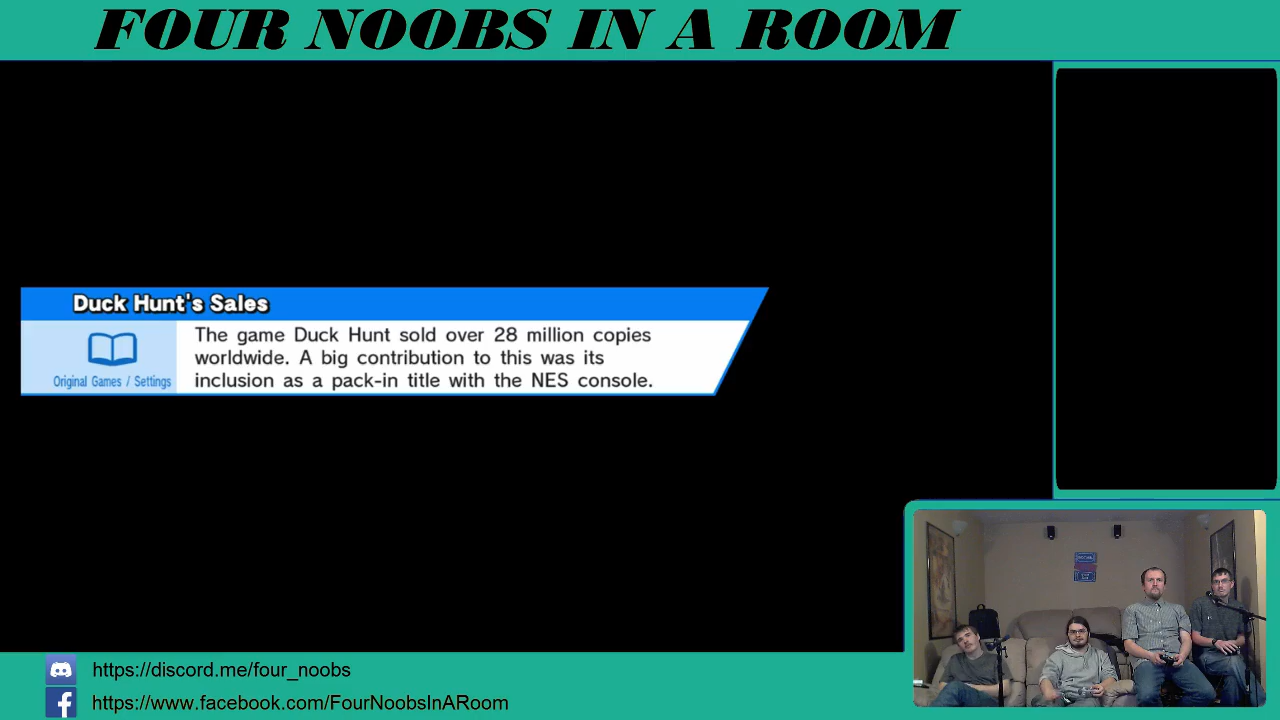 FOUR NOOBS IN A ROOM
Duck Hunt's Sales
Original Games / Settings
The game Duck Hunt sold over 28 million copies
worldwide. A big contribution to this was its
inclusion as a pack-in title with the NES console.
https://discord.me/four_noobs
https://www.facebook.com/FourNoobsInARoom